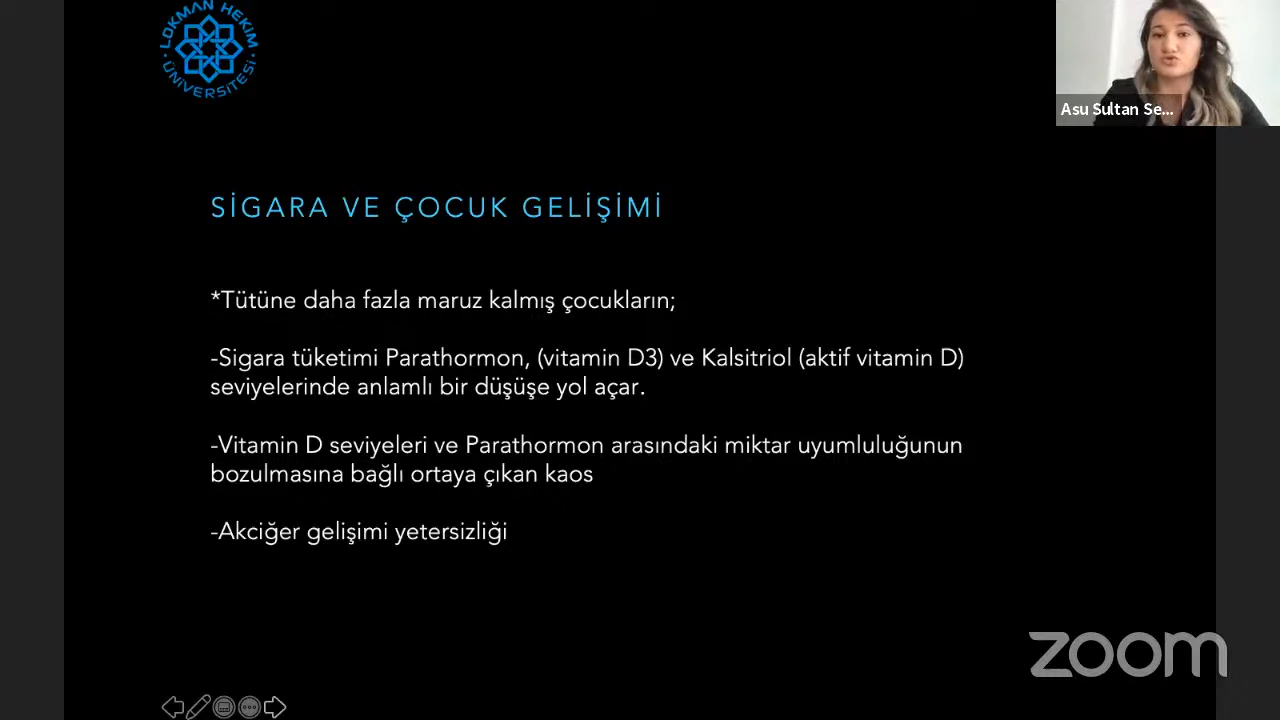 LOKMAN HEKİM
ÜNİVERSİTESİ
Asu Sultan Se...
SİGARA VE ÇOCUK GELİŞİMİ
*Tütüne daha fazla maruz kalmış çocukların;
-Sigara tüketimi Parathormon, (vitamin D3) ve Kalsitriol (aktif vitamin D)
seviyelerinde anlamlı bir düşüşe yol açar.
-Vitamin D seviyeleri ve Parathormon arasındaki miktar uyumluluğunun
bozulmasına bağlı ortaya çıkan kaos
-Akciğer gelişimi yetersizliği
zoom